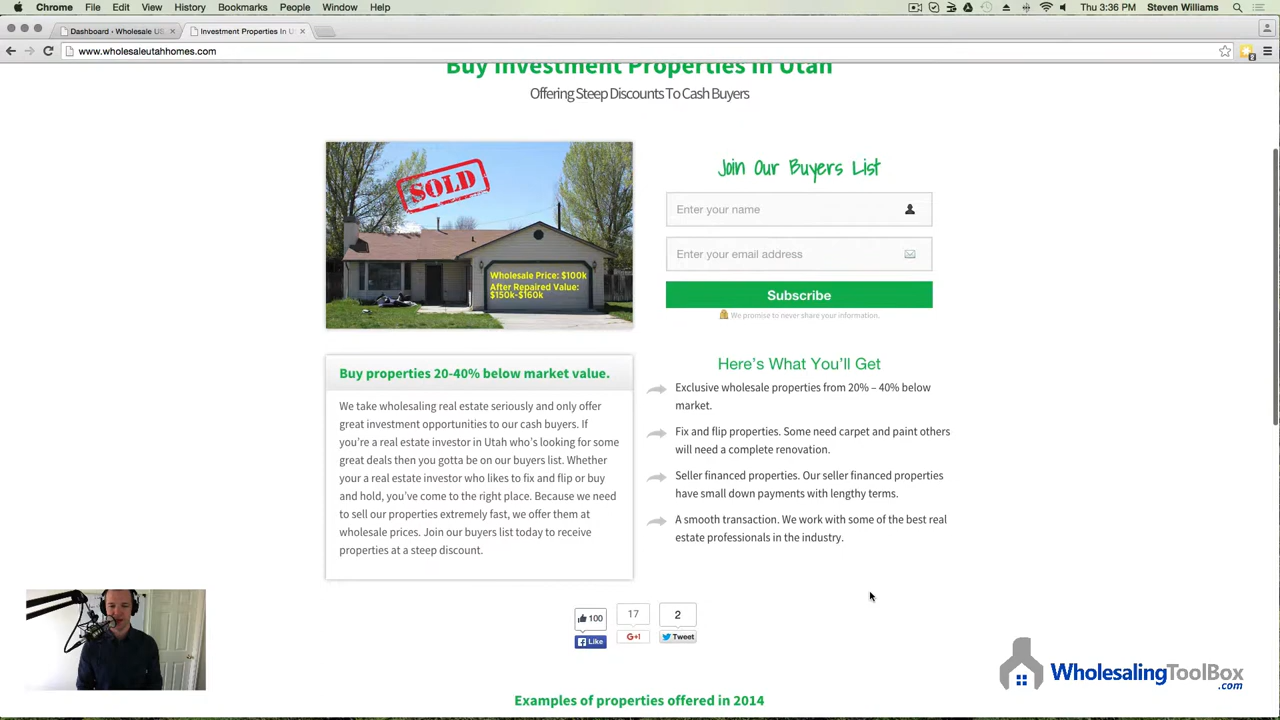 Chrome File Edit View History Bookmarks People Window Help
Thu 3:36 PM Steven Williams
Dashboard ‹ Wholesale U
Investment Properties In U
www.wholesaleutahhomes.com
2
Buy Investment Properties In Utah
Offering Steep Discounts To Cash Buyers
SOLD
Wholesale Price: $100k
After Repaired Value:
$150k-$160k
Join Our Buyers List
Enter your name
Enter your email address
Subscribe
We promise to never share your information.
Buy properties 20-40% below market value.
We take wholesaling real estate seriously and only offer
great investment opportunities to our cash buyers. If
you’re a real estate investor in Utah who’s looking for some
great deals then you gotta be on our buyers list. Whether
your a real estate investor who likes to fix and flip or buy
and hold, you’ve come to the right place. Because we need
to sell our properties extremely fast, we offer them at
wholesale prices. Join our buyers list today to receive
properties at a steep discount.
Here’s What You’ll Get
Exclusive wholesale properties from 20% – 40% below
market.
Fix and flip properties. Some need carpet and paint others
will need a complete renovation.
Seller financed properties. Our seller financed properties
have small down payments with lengthy terms.
A smooth transaction. We work with some of the best real
estate professionals in the industry.
100 17 2
Like G+1 Tweet
WholesalingToolBox
.com
Examples of properties offered in 2014